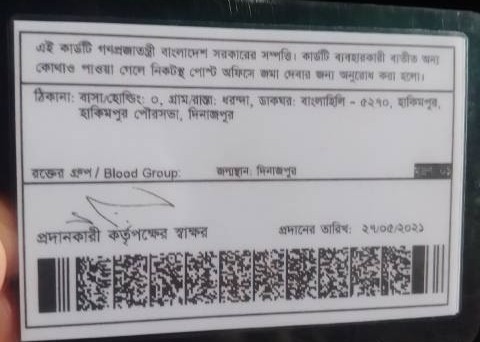 এই কার্ডটি গণপ্রজাতন্ত্রী বাংলাদেশ সরকারের সম্পত্তি। কার্ডটি ব্যবহারকারী ব্যতীত অন্য
কোথাও পাওয়া গেলে নিকটস্থ পোস্ট অফিসে জমা দেবার জন্য অনুরোধ করা হলো।
ঠিকানা: বাসা/হোল্ডিং: ০, গ্রাম/রাস্তা: ধরন্দা, ডাকঘর: বাংলাহিলি - ৫২৭০, হাকিমপুর,
হাকিমপুর পৌরসভা, দিনাজপুর
রক্তের গ্রুপ / Blood Group: জন্মস্থান: দিনাজপুর
প্রদানকারী কর্তৃপক্ষের স্বাক্ষর প্রদানের তারিখ: ২৭/০৫/২০২১